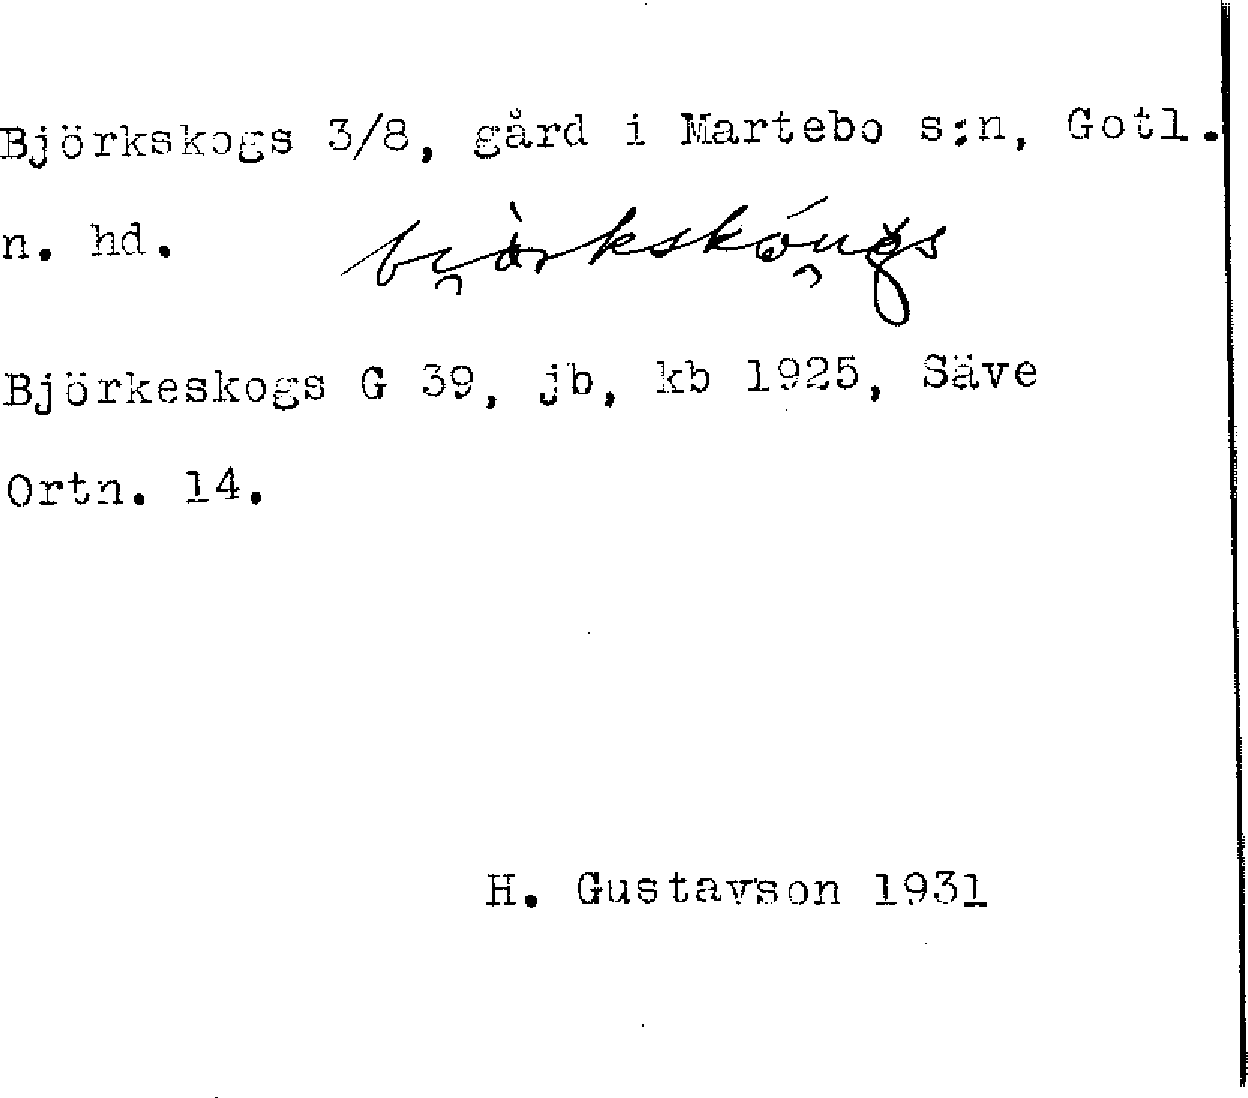 Björkskogs 3/8, gård i Martebo s:n, Gotl.
n. hd.
Björkeskogs G 39, jb, kb 1925, Säve
Ortn. 14.
H. Gustavson 1931